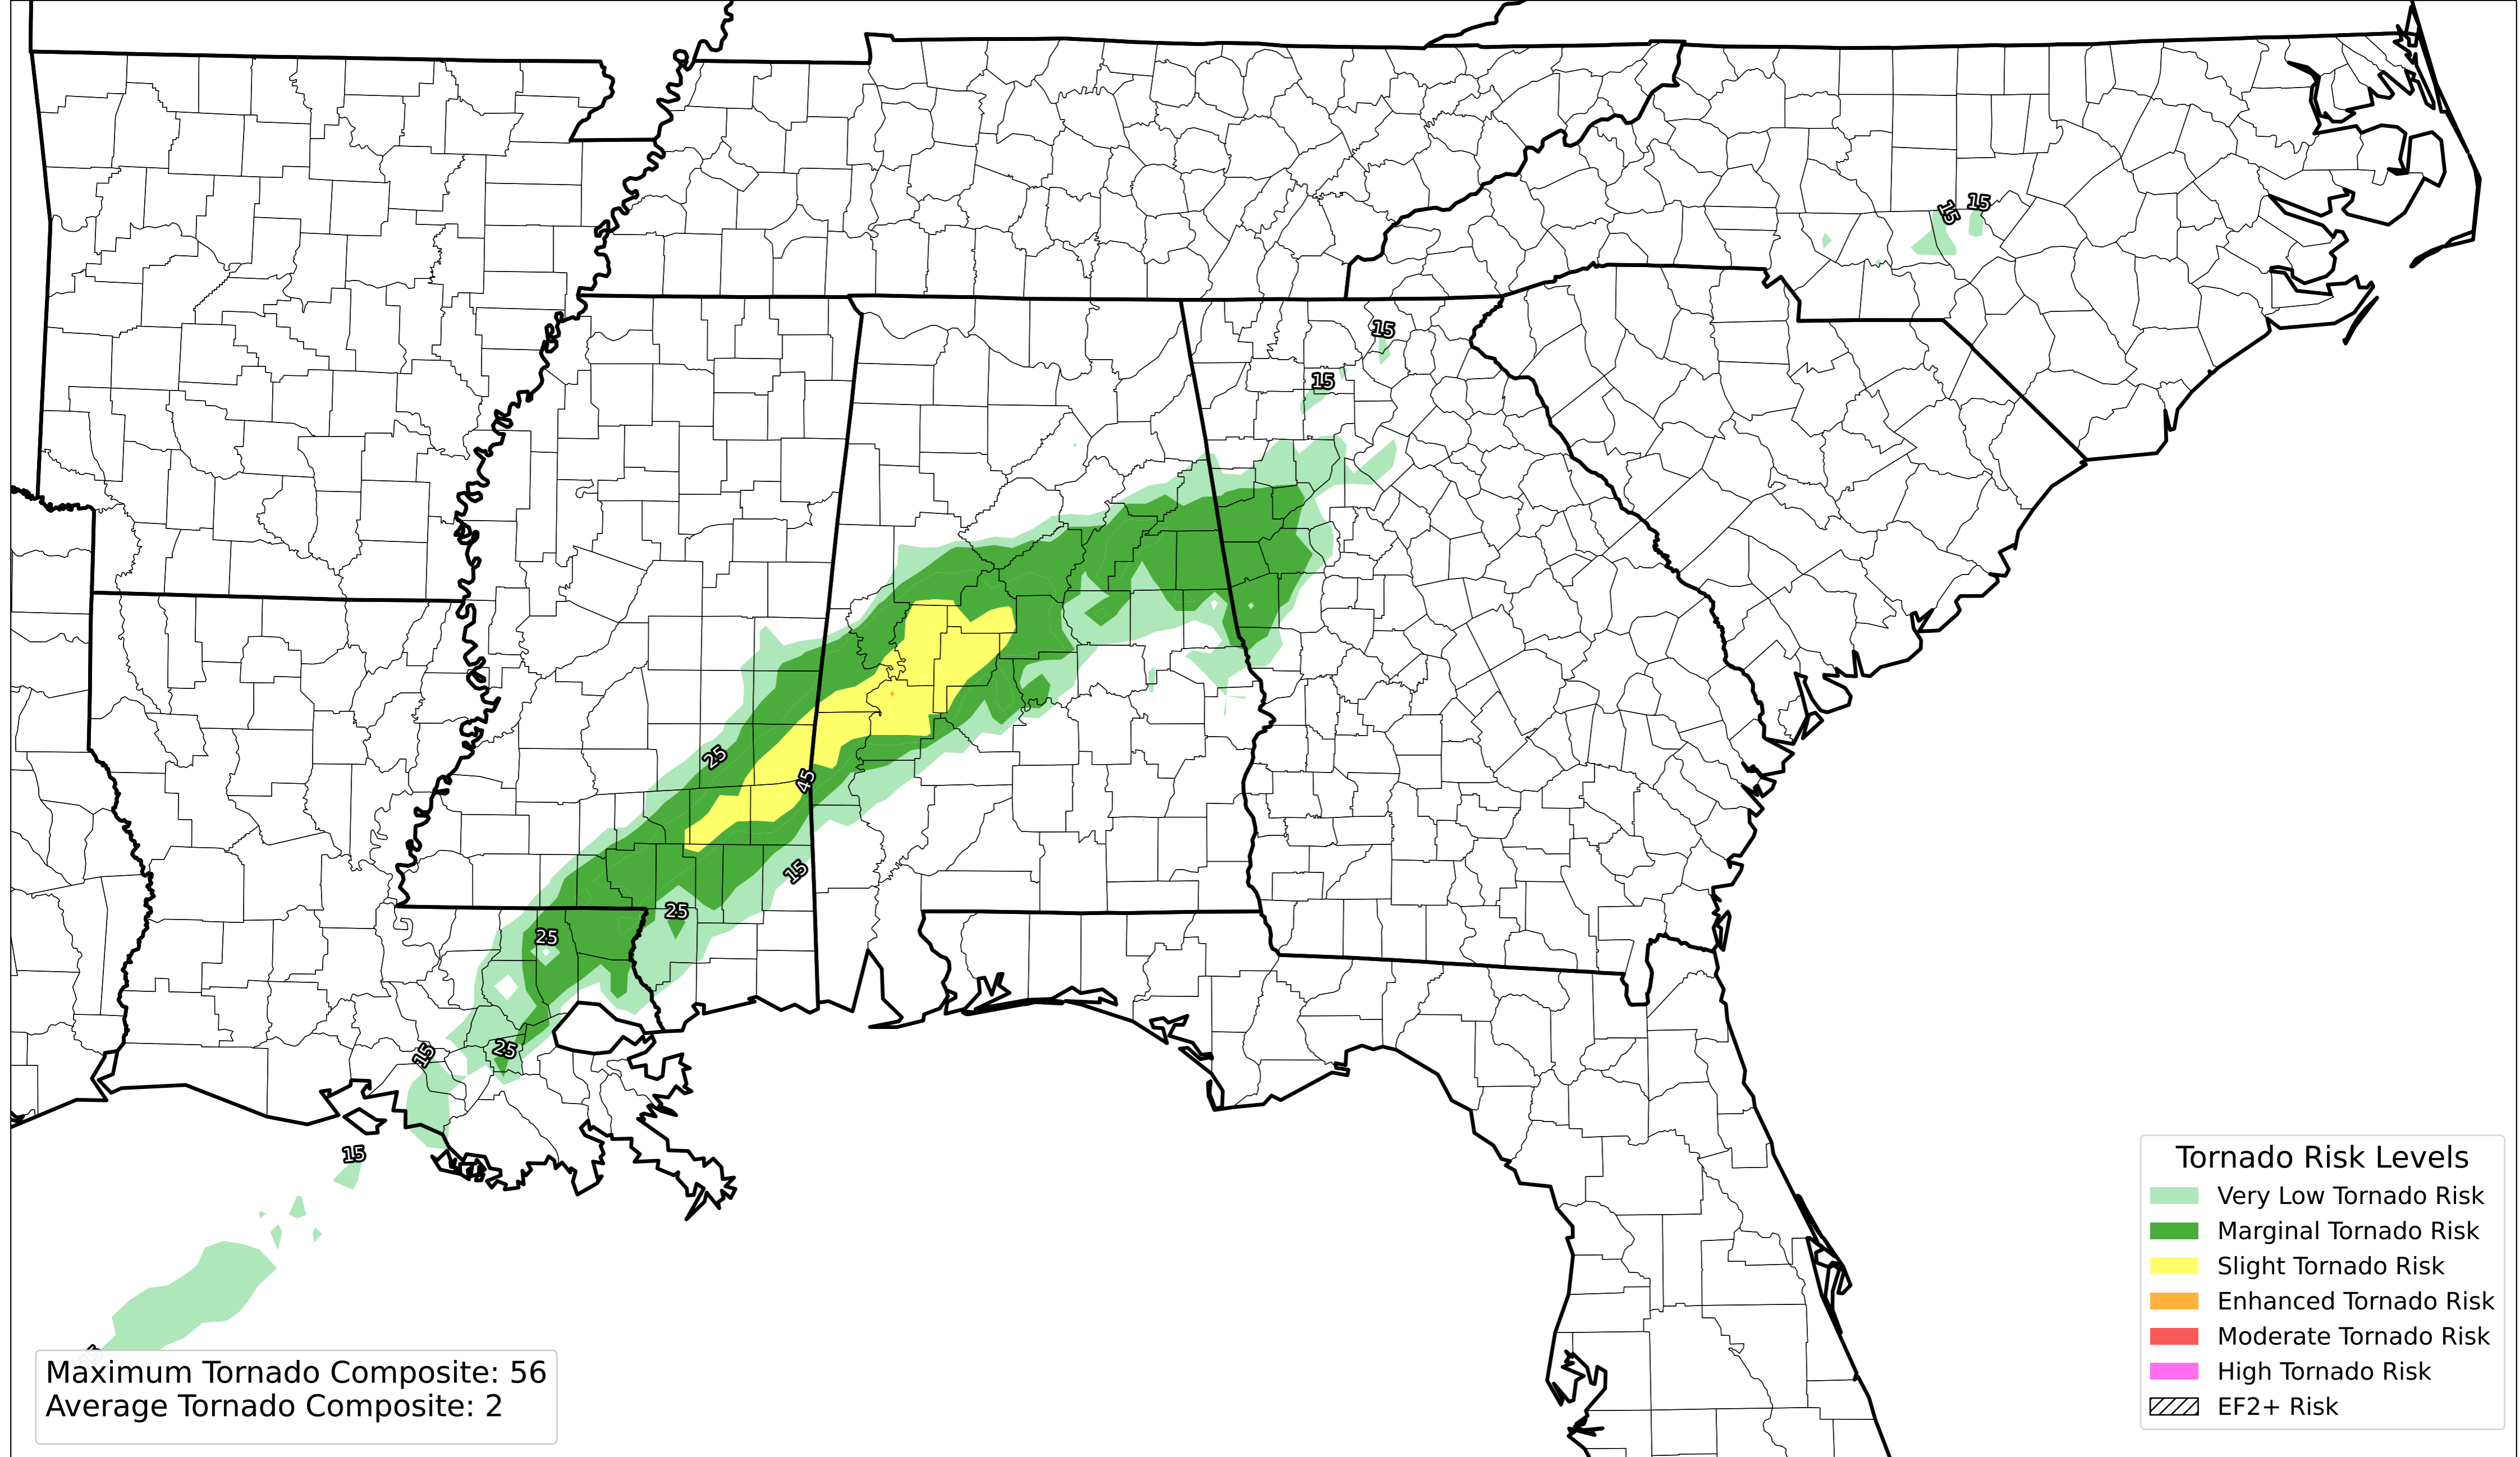 15
15
15
15
25
45
15
25
25
15
25
15
Maximum Tornado Composite: 56
Average Tornado Composite: 2
Tornado Risk Levels
Very Low Tornado Risk
Marginal Tornado Risk
Slight Tornado Risk
Enhanced Tornado Risk
Moderate Tornado Risk
High Tornado Risk
EF2+ Risk